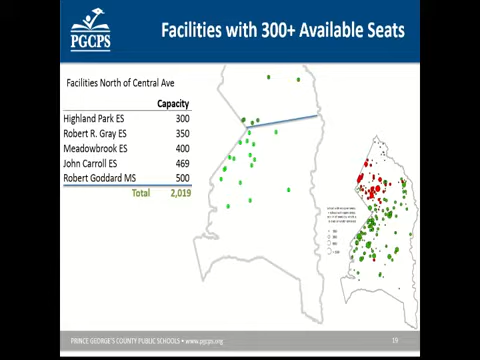 PGCPS
Facilities with 300+ Available Seats
Facilities North of Central Ave
Capacity
Highland Park ES 300
Robert R. Gray ES 350
Meadowbrook ES 400
John Carroll ES 469
Robert Goddard MS 500
Total 2,019
PRINCE GEORGE'S COUNTY PUBLIC SCHOOLS • www.pgcps.org
19